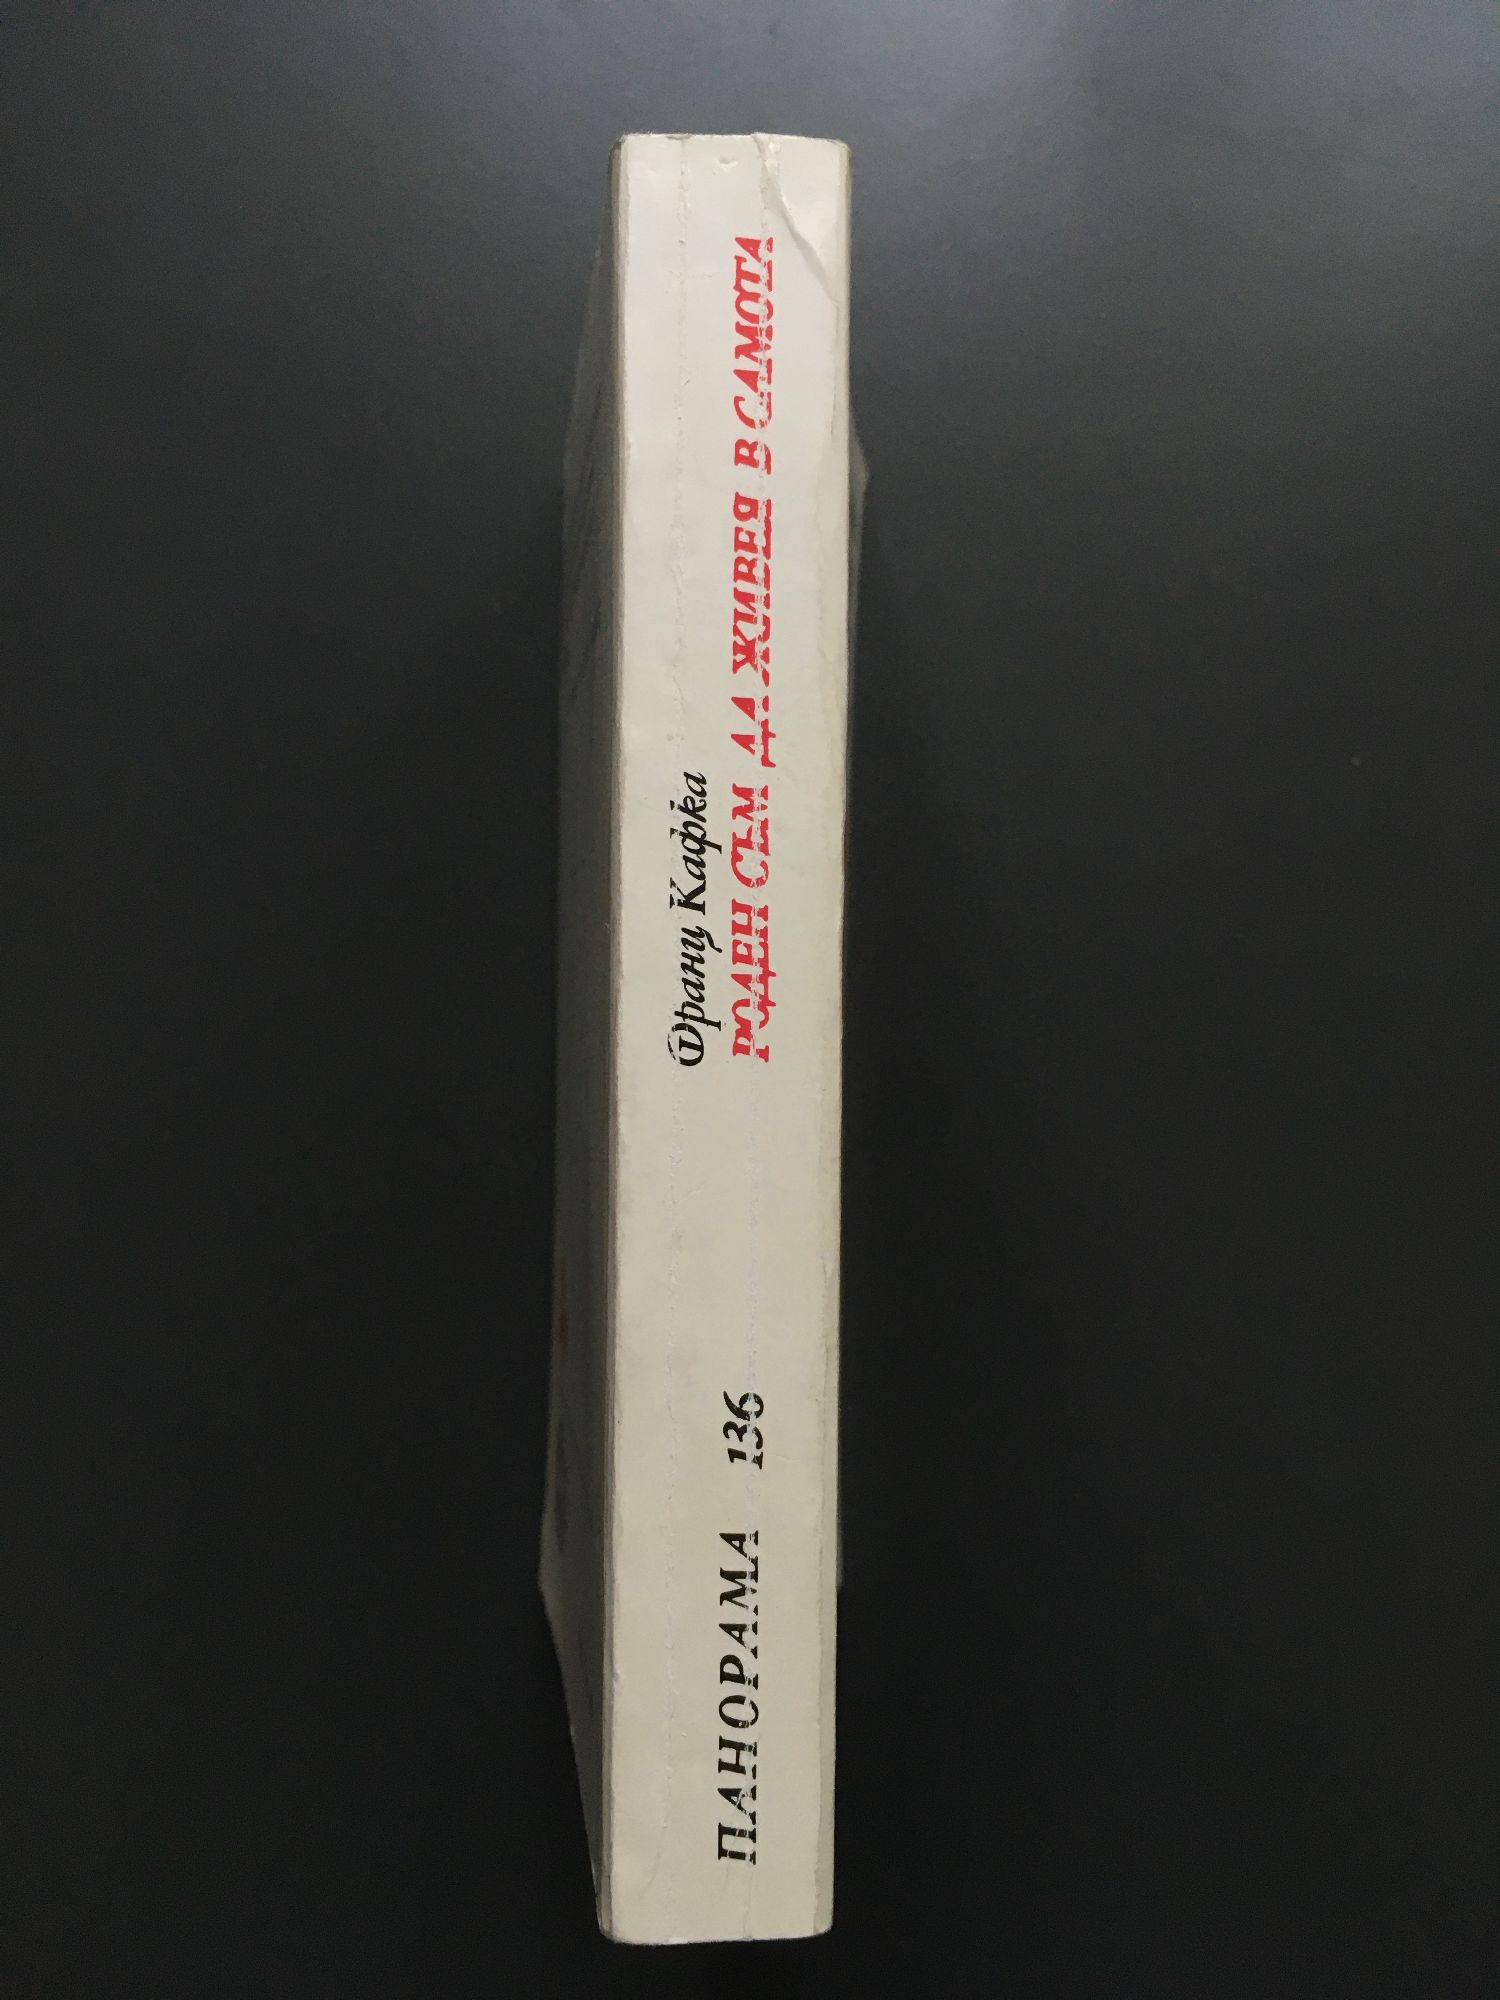 Франц Кафка
РОДЕН СЪМ ДА ЖИВЕЯ В САМОТА
ПАНОРАМА 136